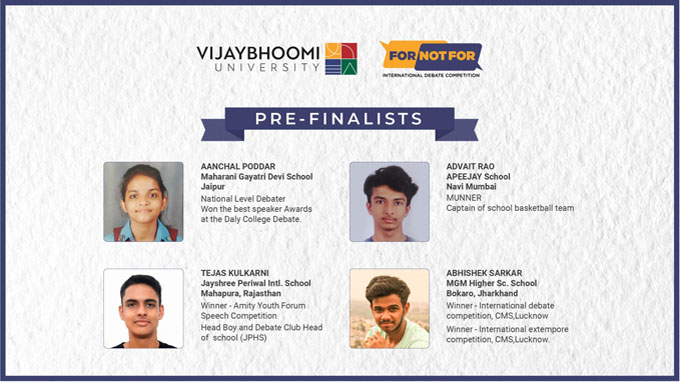 VIJAYBHOOMI
UNIVERSITY
FOR NOT FOR
INTERNATIONAL DEBATE COMPETITION
PRE-FINALISTS
AANCHAL PODDAR
Maharani Gayatri Devi School
Jaipur
National Level Debater
Won the best speaker Awards
at the Daly College Debate.
ADVAIT RAO
APEEJAY School
Navi Mumbai
MUNNER
Captain of school basketball team
TEJAS KULKARNI
Jayshree Periwal Intl. School
Mahapura, Rajasthan
Winner - Amity Youth Forum
Speech Competition
Head Boy and Debate Club Head
of school (JPHS)
ABHISHEK SARKAR
MGM Higher Sc. School
Bokaro, Jharkhand
Winner - International debate
competition, CMS,Lucknow
Winner - International extempore
competition, CMS,Lucknow.